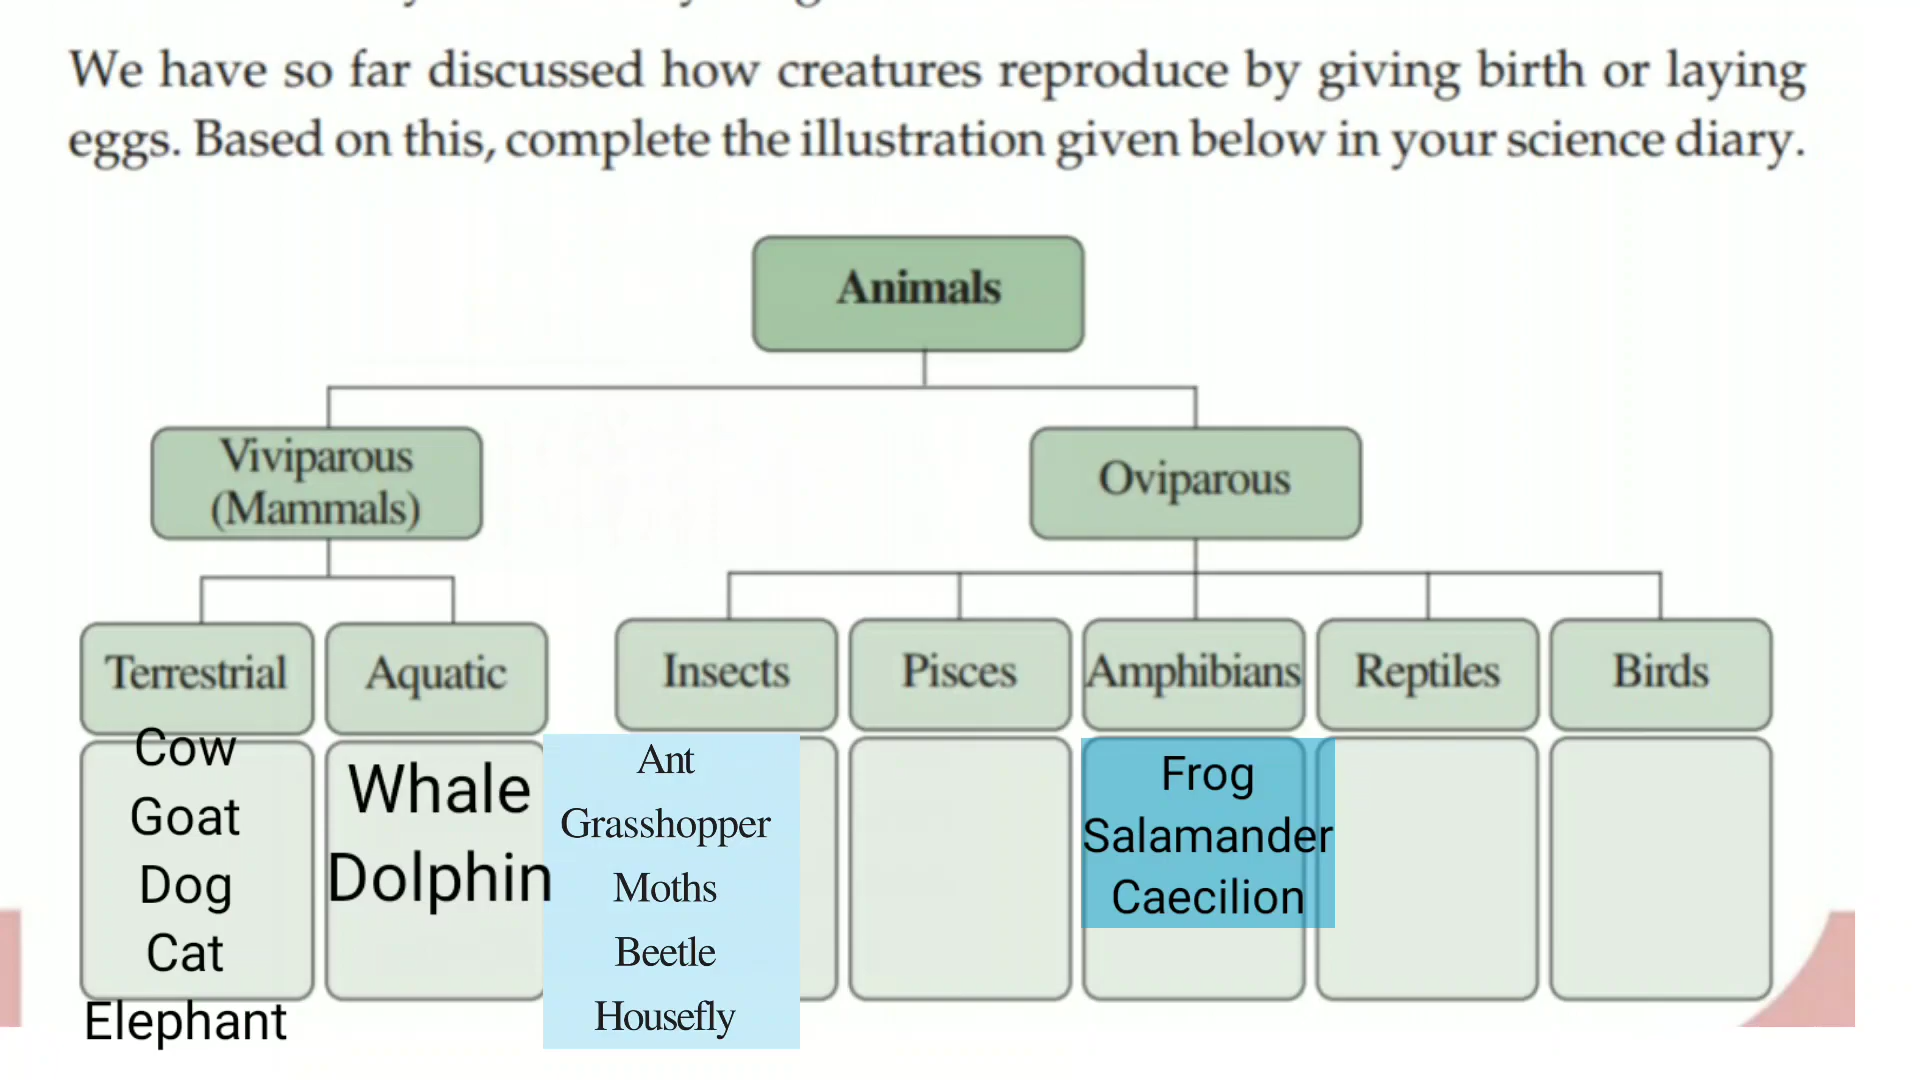 We have so far discussed how creatures reproduce by giving birth or laying
eggs. Based on this, complete the illustration given below in your science diary.
Animals
Viviparous
(Mammals)
Oviparous
Terrestrial
Aquatic
Insects
Pisces
Amphibians
Reptiles
Birds
Cow
Goat
Dog
Cat
Elephant
Whale
Dolphin
Ant
Grasshopper
Moths
Beetle
Housefly
Frog
Salamander
Caecilion